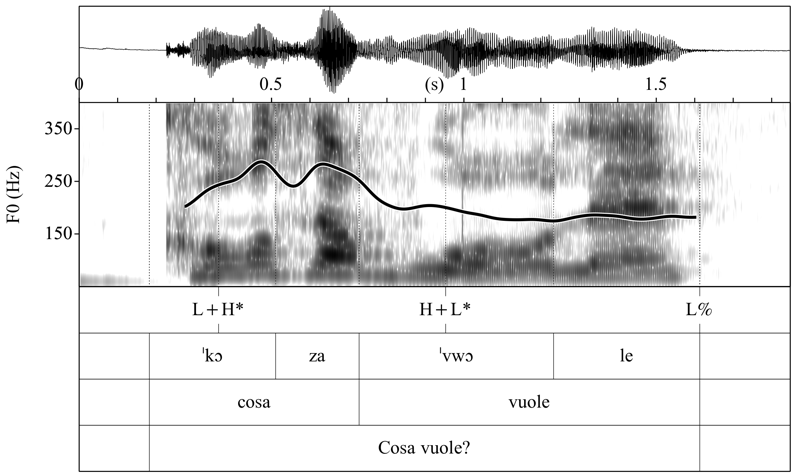 0 0.5 (s) 1 1.5
350
250
150
F0 (Hz)
L+H* H+L* L%
ˈkɔ za ˈvwɔ le
cosa vuole
Cosa vuole?